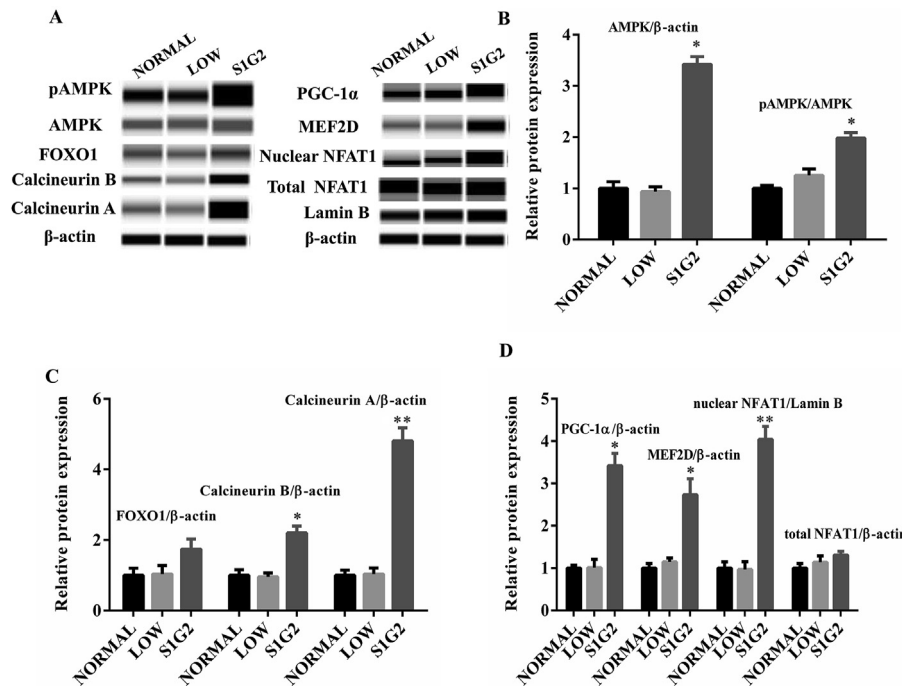 A
NORMAL LOW S1G2
pAMPK
AMPK
FOXO1
Calcineurin B
Calcineurin A
β-actin
NORMAL LOW S1G2
PGC-1α
MEF2D
Nuclear NFAT1
Total NFAT1
Lamin B
β-actin
B
Relative protein expression
4
3
2
1
0
AMPK/β-actin
*
pAMPK/AMPK
*
NORMAL LOW S1G2 NORMAL LOW S1G2
C
Relative protein expression
6
4
2
0
Calcineurin A/β-actin
**
Calcineurin B/β-actin
*
FOXO1/β-actin
NORMAL LOW S1G2 NORMAL LOW S1G2 NORMAL LOW S1G2
D
Relative protein expression
5
4
3
2
1
0
nuclear NFAT1/Lamin B
**
PGC-1α/β-actin
*
MEF2D/β-actin
*
total NFAT1/β-actin
NORMAL LOW S1G2 NORMAL LOW S1G2 NORMAL LOW S1G2 NORMAL LOW S1G2